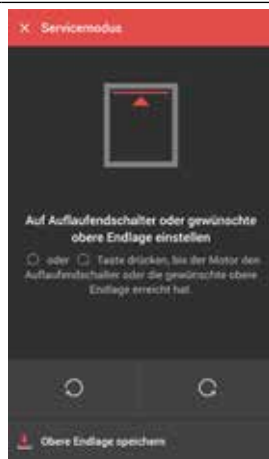 Servicemodus
Auf Auflaufendschalter oder gewünschte
obere Endlage einstellen
oder Taste drücken, bis der Motor den
Auflaufendschalter oder die gewünschte obere
Endlage erreicht hat.
Obere Endlage speichern